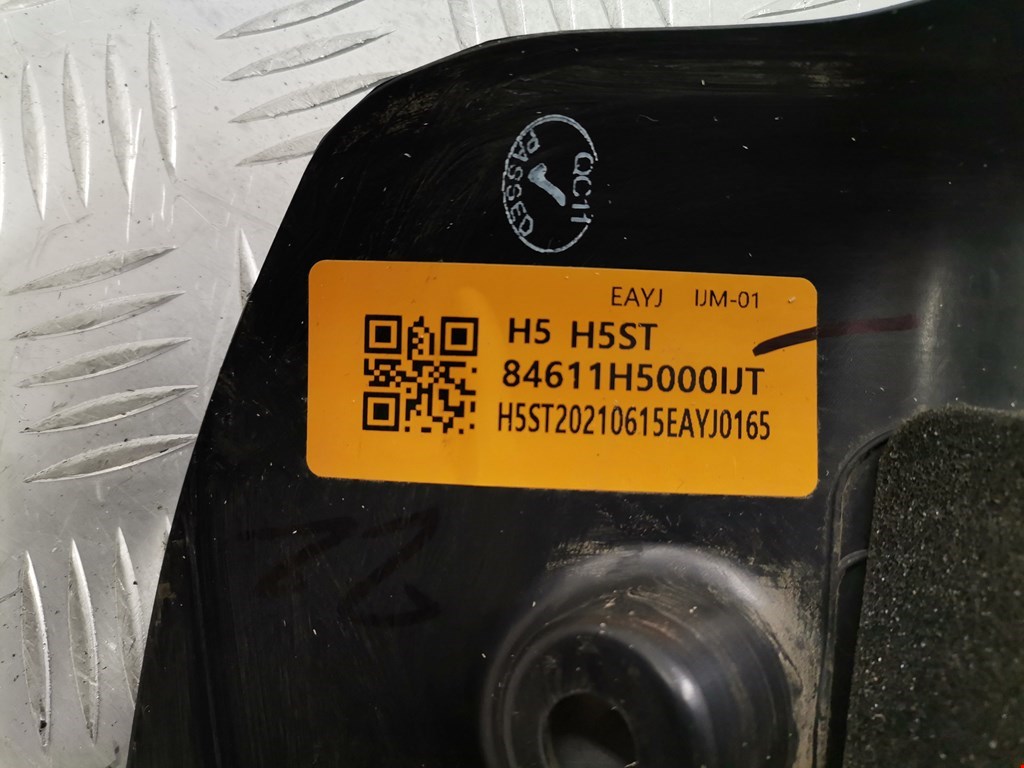 QC11
PASSED
EAYJ IJM-01
H5 H5ST
84611H5000IJT
H5ST20210615EAYJ0165